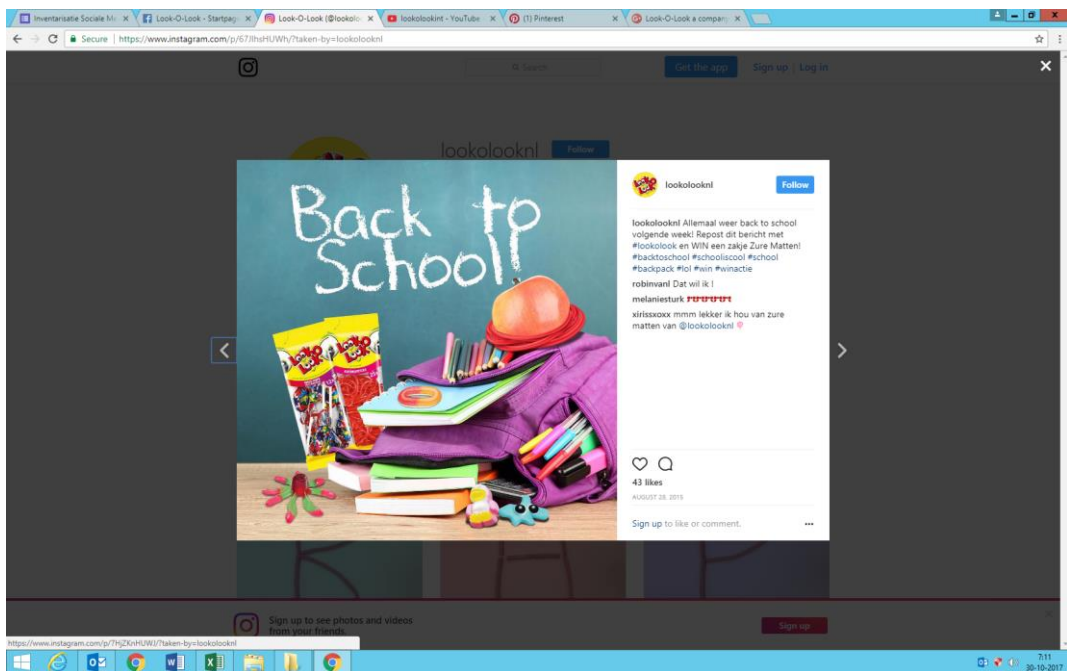 Inventarisatie Sociale M
Look-O-Look - Startpag
Look-O-Look (@lookolo
lookolookint - YouTube
(1) Pinterest
Look-O-Look a company
Secure
https://www.instagram.com/p/67JlhsHUWh/?taken-by=lookolooknl
Search
Get the app
Sign up | Log in
lookolooknl
Follow
Back to
School!
LOOK O LOOK
LOOK O LOOK
lookolooknl
Follow
lookolooknl Allemaal weer back to school
volgende week! Repost dit bericht met
#lookolook en WIN een zakje Zure Matten!
#backtoschool #schooliscool #school
#backpack #lol #win #winactie
robinvanl Dat wil ik !
melaniesturk
xirissxoxx mmm lekker ik hou van zure
matten van @lookolooknl
43 likes
AUGUST 28, 2015
Sign up to like or comment.
Sign up to see photos and videos
from your friends.
Sign up
https://www.instagram.com/p/7HjZKnHUWJ/?taken-by=lookolooknl
7:11
30-10-2017